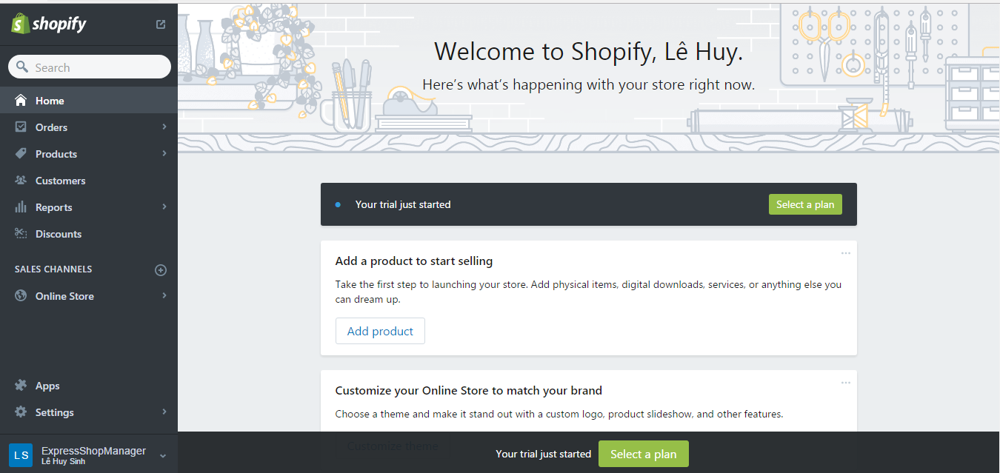 shopify
Search
Home
Orders
Products
Customers
Reports
Discounts
SALES CHANNELS
Online Store
Apps
Settings
LS
ExpressShopManager
Lê Huy Sinh
Welcome to Shopify, Lê Huy.
Here's what's happening with your store right now.
Your trial just started
Select a plan
Add a product to start selling
Take the first step to launching your store. Add physical items, digital downloads, services, or anything else you
can dream up.
Add product
Customize your Online Store to match your brand
Choose a theme and make it stand out with a custom logo, product slideshow, and other features.
Customize theme
Your trial just started
Select a plan